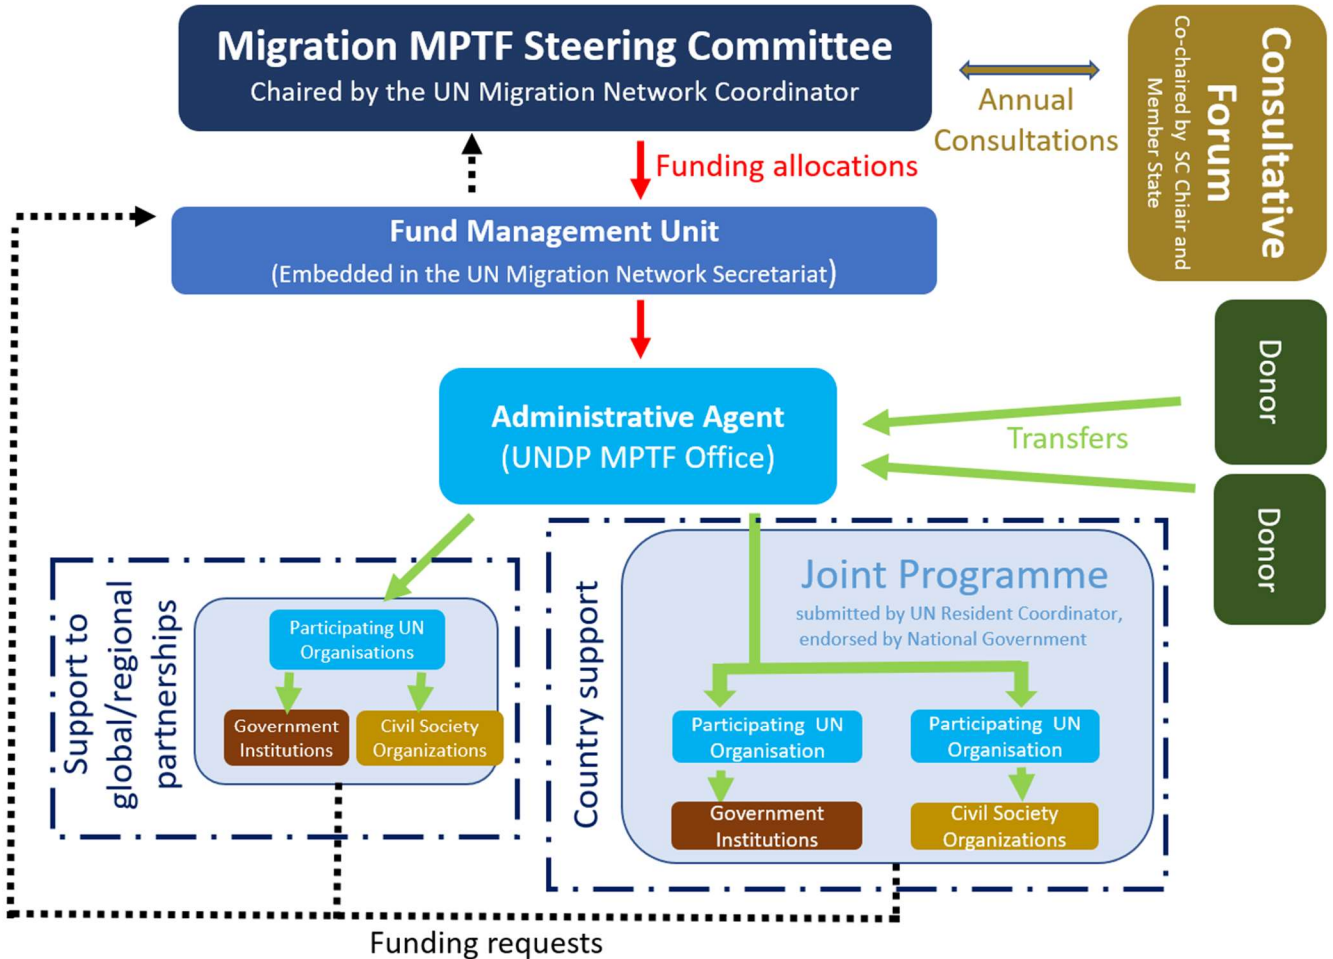 Migration MPTF Steering Committee
Chaired by the UN Migration Network Coordinator
Annual
Consultations
Consultative
Forum
Co-chaired by SC Chiair and
Member State
Funding allocations
Fund Management Unit
(Embedded in the UN Migration Network Secretariat)
Administrative Agent
(UNDP MPTF Office)
Transfers
Donor
Donor
Support to
global/regional
partnerships
Participating UN
Organisations
Government
Institutions
Civil Society
Organizations
Country support
Joint Programme
submitted by UN Resident Coordinator,
endorsed by National Government
Participating UN
Organisation
Participating UN
Organisation
Government
Institutions
Civil Society
Organizations
Funding requests